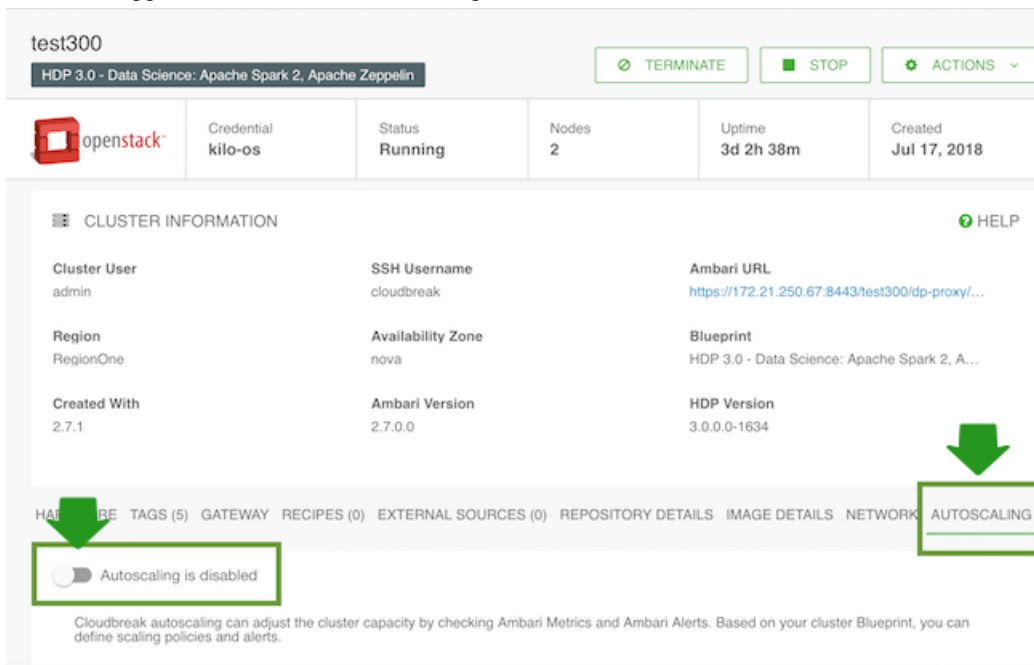 test300
HDP 3.0 - Data Science: Apache Spark 2, Apache Zeppelin
TERMINATE
STOP
ACTIONS
openstack
Credential
kilo-os
Status
Running
Nodes
2
Uptime
3d 2h 38m
Created
Jul 17, 2018
CLUSTER INFORMATION
HELP
Cluster User
admin
SSH Username
cloudbreak
Ambari URL
https://172.21.250.67:8443/test300/dp-proxy/...
Region
RegionOne
Availability Zone
nova
Blueprint
HDP 3.0 - Data Science: Apache Spark 2, A...
Created With
2.7.1
Ambari Version
2.7.0.0
HDP Version
3.0.0.0-1634
TAGS (5) GATEWAY RECIPES (0) EXTERNAL SOURCES (0) REPOSITORY DETAILS IMAGE DETAILS NETWORK AUTOSCALING
Autoscaling is disabled
Cloudbreak autoscaling can adjust the cluster capacity by checking Ambari Metrics and Ambari Alerts. Based on your cluster Blueprint, you can
define scaling policies and alerts.